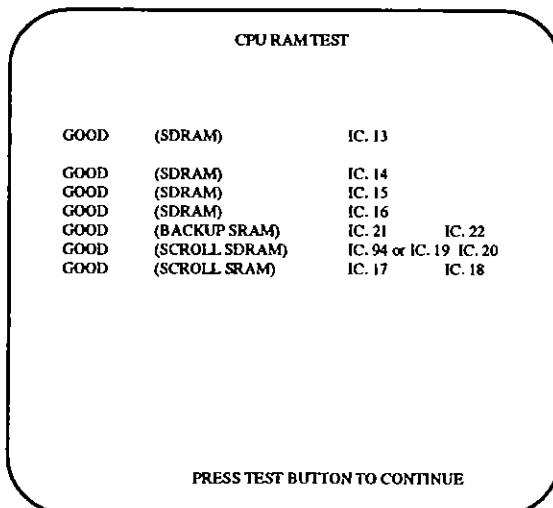 CPU RAM TEST
GOOD (SDRAM) IC. 13
GOOD (SDRAM) IC. 14
GOOD (SDRAM) IC. 15
GOOD (SDRAM) IC. 16
GOOD (BACKUP SRAM) IC. 21 IC. 22
GOOD (SCROLL SDRAM) IC. 94 or IC. 19 IC. 20
GOOD (SCROLL SRAM) IC. 17 IC. 18
PRESS TEST BUTTON TO CONTINUE